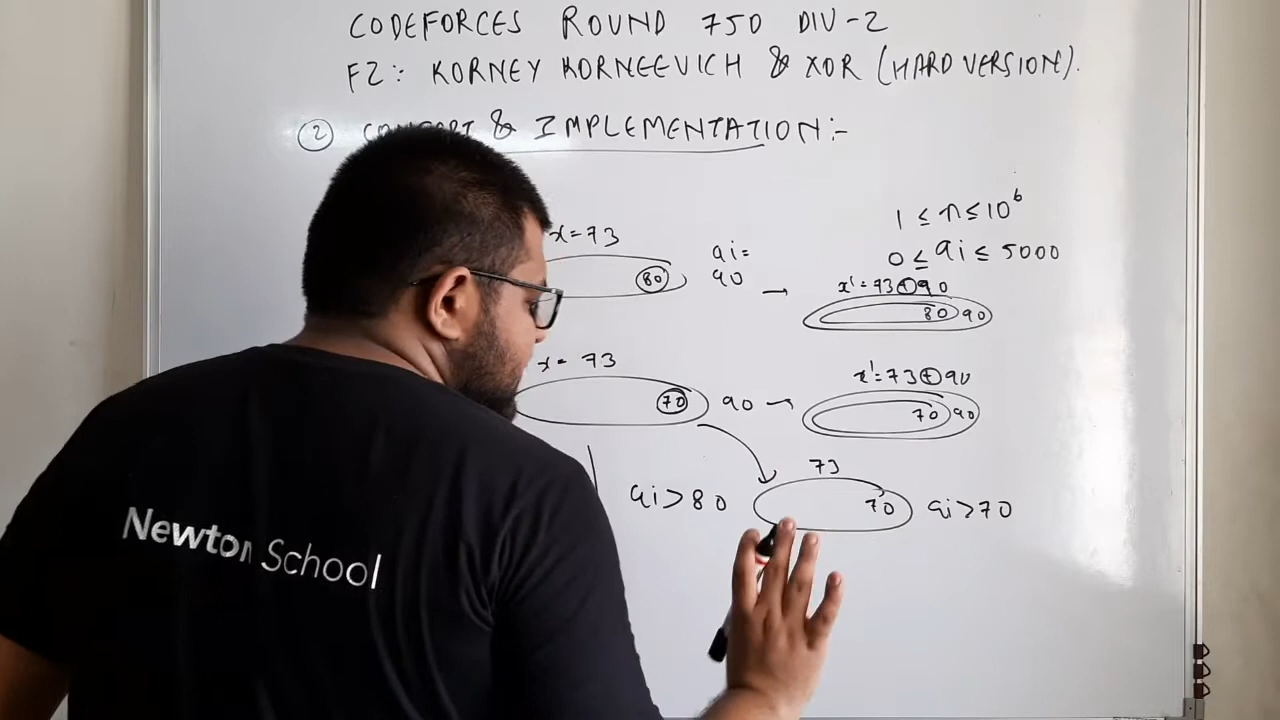 CODEFORCES ROUND 750 DIV-2
F2:- KORNEY KORNEEVICH & XOR (HARD VERSION).
② & IMPLEMENTATION:-
1 ≤ n ≤ 10⁶
0 ≤ ai ≤ 5000
x=73
80
ai=
90 →
x'=73⊕90
80 90
x=73
70
90 →
x'=73⊕90
70 90
ai>80
73
70
ai>70
Newton School